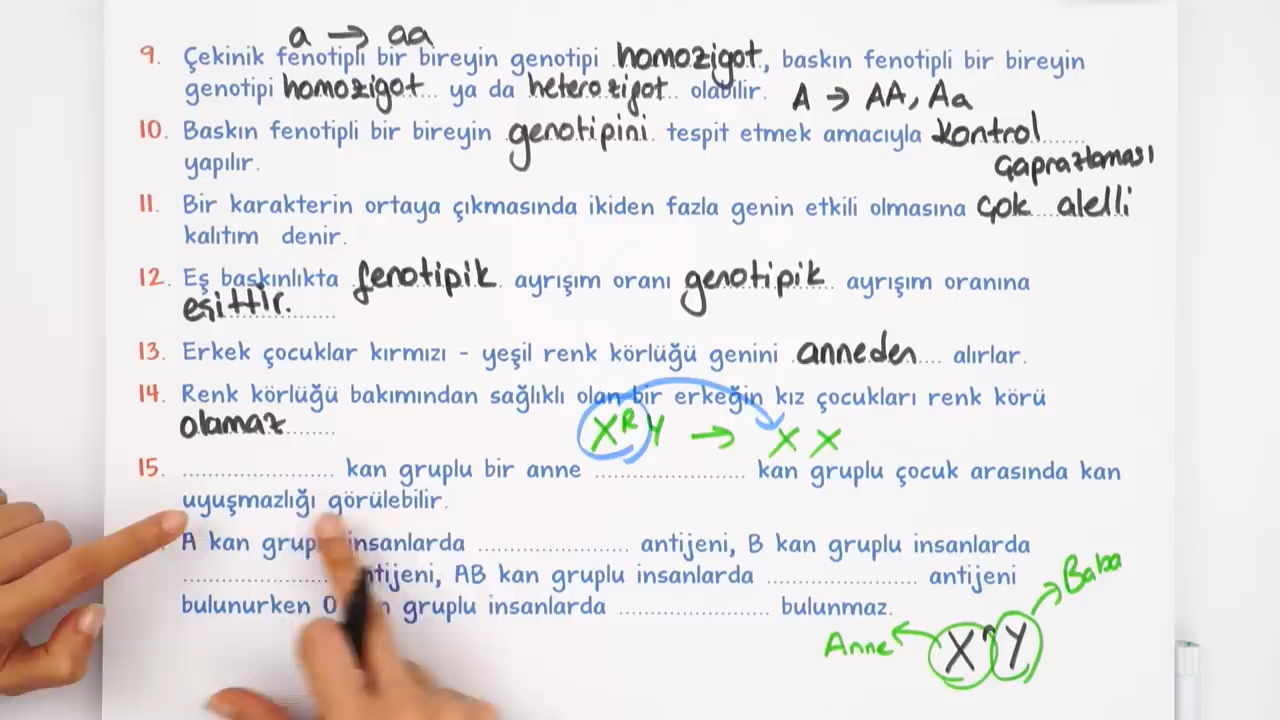 a → aa
9. Çekinik fenotipli bir bireyin genotipi homozigot, baskın fenotipli bir bireyin
genotipi homozigot ya da heterozigot olabilir. A → AA, Aa
10. Baskın fenotipli bir bireyin genotipini tespit etmek amacıyla kontrol
çaprazlaması
yapılır.
11. Bir karakterin ortaya çıkmasında ikiden fazla genin etkili olmasına çok alelli
kalıtım denir.
12. Eş baskınlıkta fenotipik ayrışım oranı genotipik ayrışım oranına
eşittir.
13. Erkek çocuklar kırmızı - yeşil renk körlüğü genini anneden alırlar.
14. Renk körlüğü bakımından sağlıklı olan bir erkeğin kız çocukları renk körü
olamaz
XRY → X X
15. .................... kan gruplu bir anne .................... kan gruplu çocuk arasında kan
uyuşmazlığı görülebilir.
A kan grup insanlarda .................... antijeni, B kan gruplu insanlarda
.................... antijeni, AB kan gruplu insanlarda .................... antijeni
bulunurken 0 gruplu insanlarda .................... bulunmaz.
Baba
Anne X Y